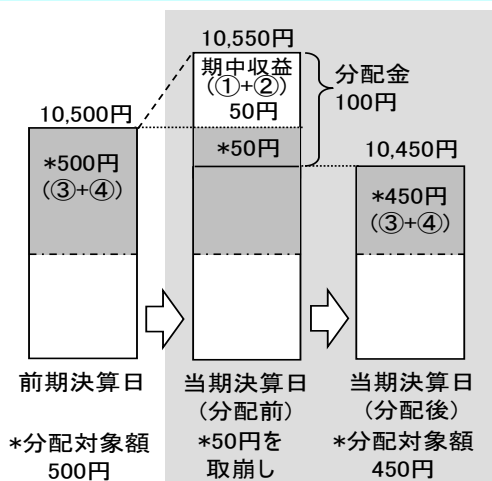 10,550円
期中収益
(①+②)
50円
分配金
100円
10,500円
*50円
10,450円
*500円
(③+④)
*450円
(③+④)
前期決算日
当期決算日
(分配前)
当期決算日
(分配後)
*分配対象額
500円
*50円を
取崩し
*分配対象額
450円